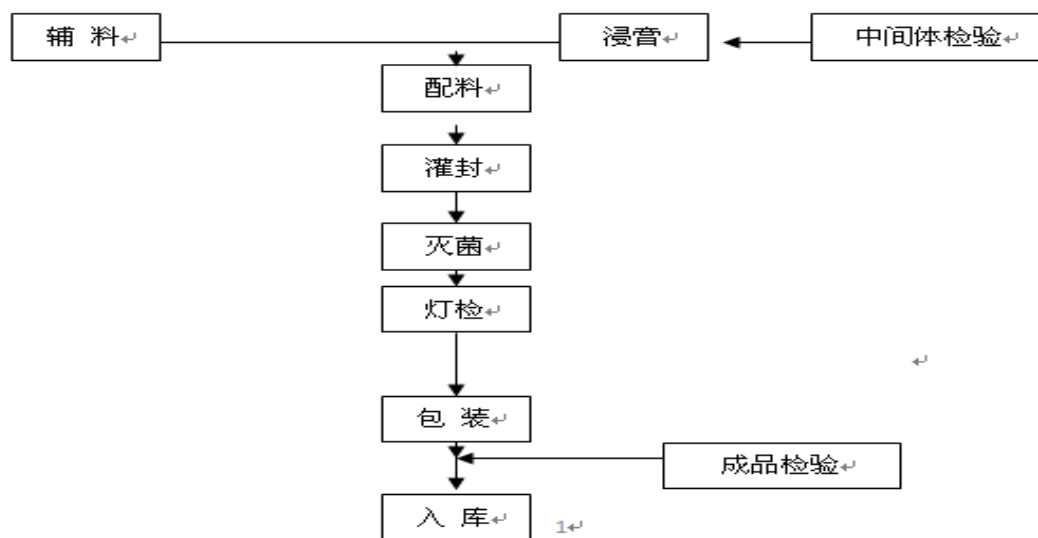 辅 料 浸膏 中间体检验
配料
灌封
灭菌
灯检
包 装
成品检验
入 库 1